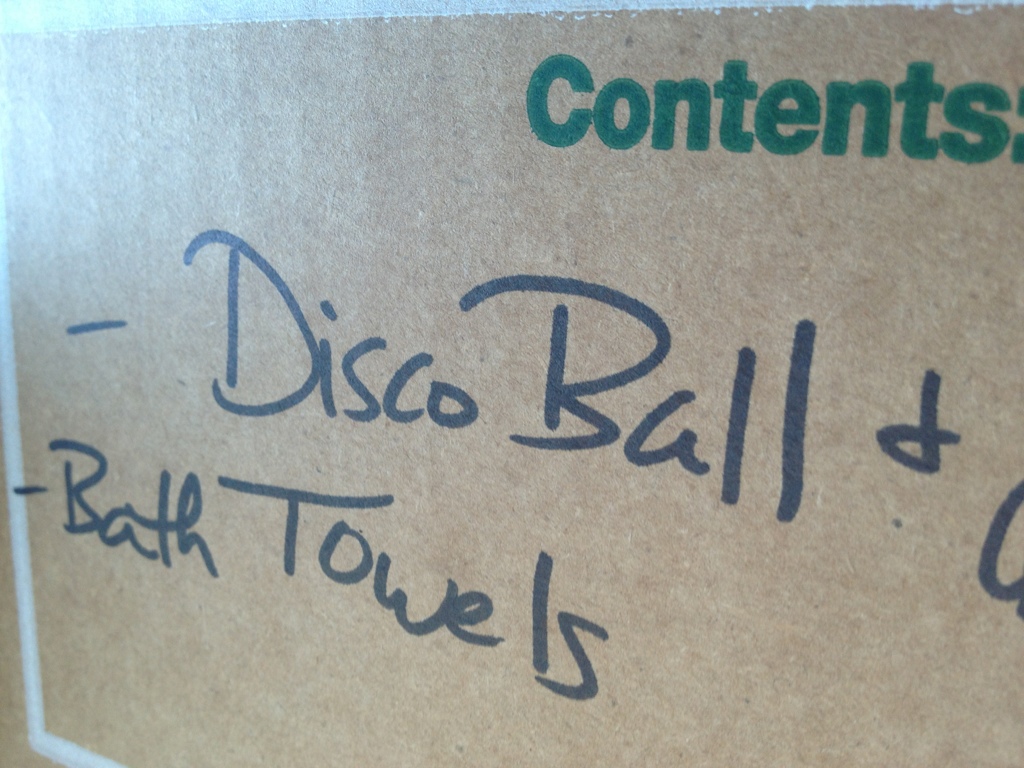 Contents:
- Disco Ball &
- Bath Towels